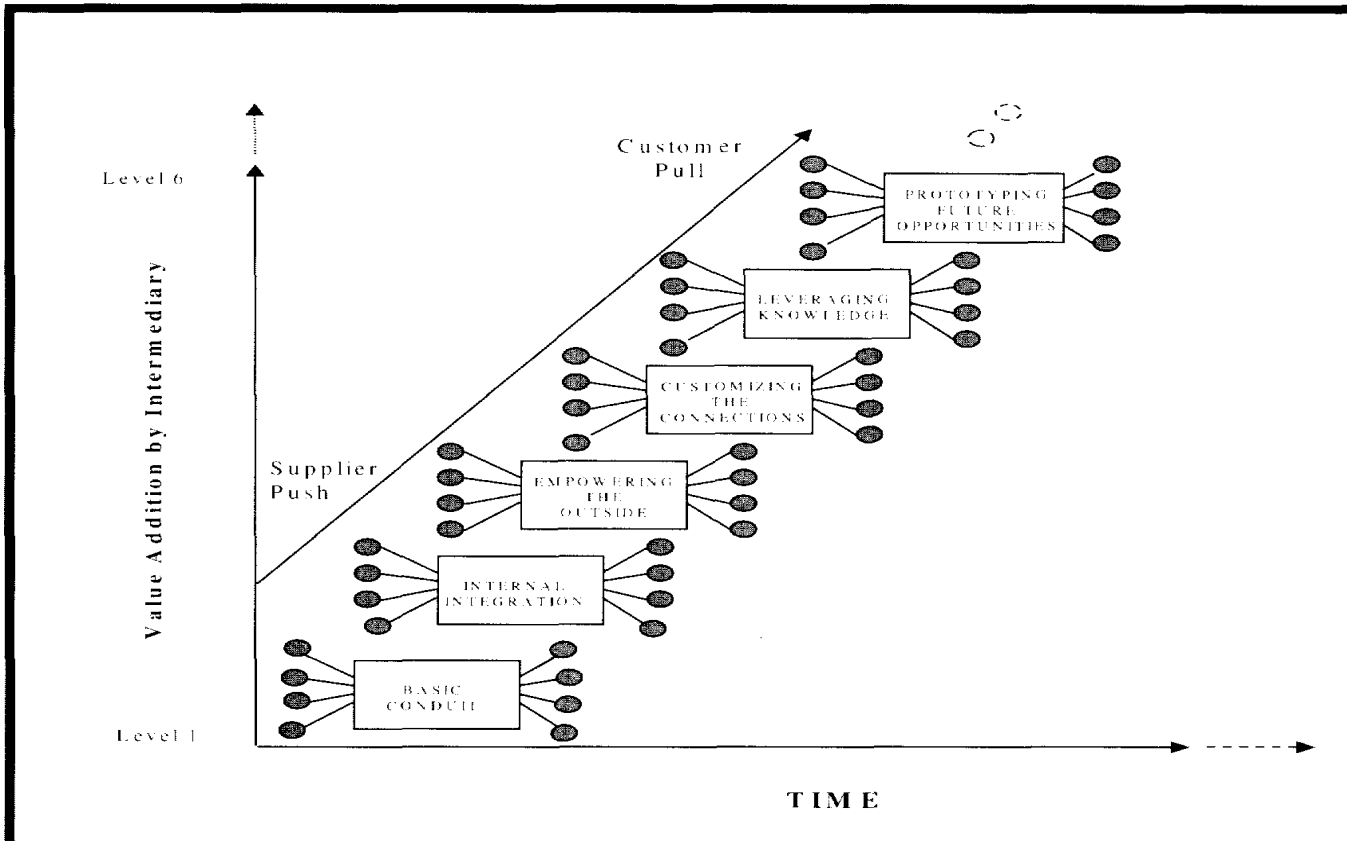 Customer
Pull
Level 6
PROTOTYPING
FUTURE
OPPORTUNITIES
LEVERAGING
KNOWLEDGE
CUSTOMIZING
THE
CONNECTIONS
Value Addition by Intermediary
Supplier
Push
EMPOWERING
THE
OUTSIDE
INTERNAL
INTEGRATION
BASIC
CONDUIT
Level 1
TIME